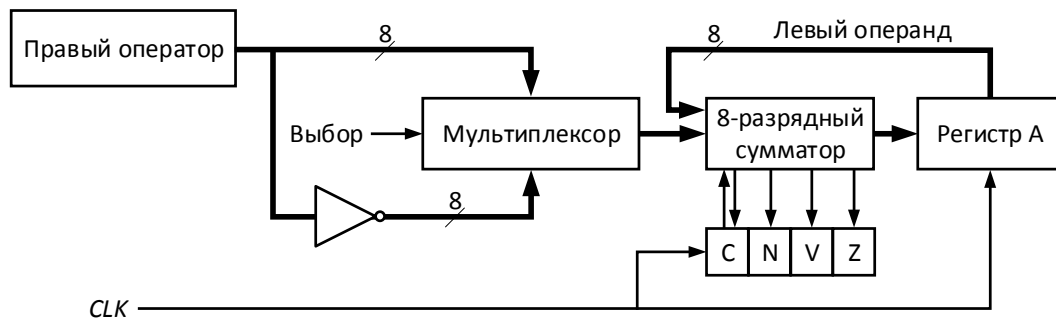 Правый оператор
8
Левый операнд
8
Выбор
Мультиплексор
8-разрядный
сумматор
Регистр А
8
C N V Z
CLK